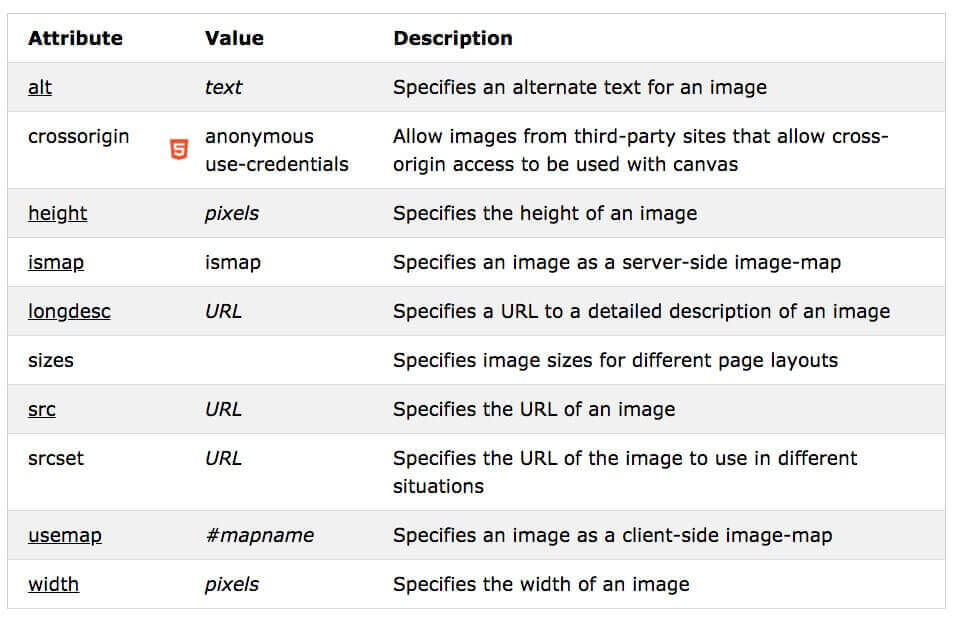 Attribute Value Description
alt text Specifies an alternate text for an image
crossorigin 5 anonymous Allow images from third-party sites that allow cross-
use-credentials origin access to be used with canvas
height pixels Specifies the height of an image
ismap ismap Specifies an image as a server-side image-map
longdesc URL Specifies a URL to a detailed description of an image
sizes Specifies image sizes for different page layouts
src URL Specifies the URL of an image
srcset URL Specifies the URL of the image to use in different
situations
usemap #mapname Specifies an image as a client-side image-map
width pixels Specifies the width of an image